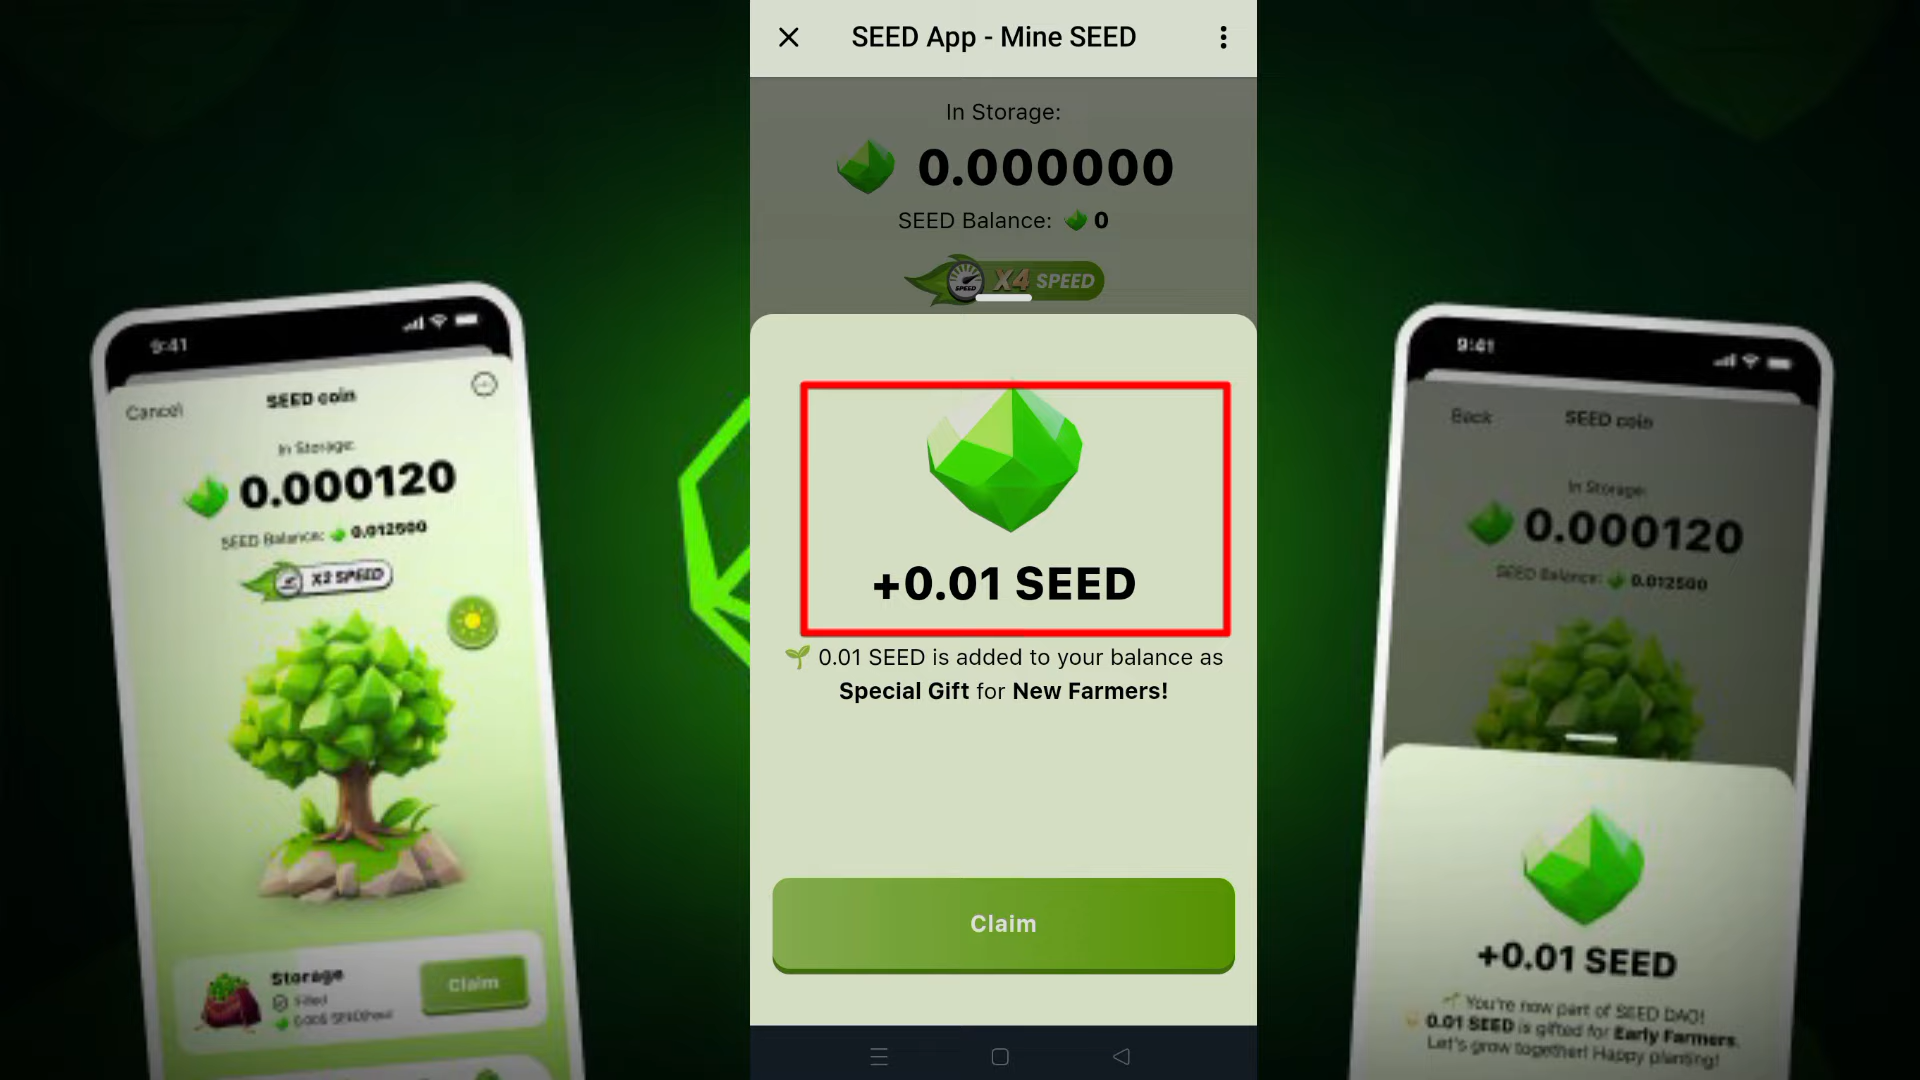 SEED App - Mine SEED
In Storage:
0.000000
SEED Balance: 0
SPEED
X4 SPEED
+0.01 SEED
0.01 SEED is added to your balance as
Special Gift for New Farmers!
Claim
9:41
Cancel
SEED coin
In Storage:
0.000120
SEED Balance: 0.012500
X2 SPEED
Storage
Filled
Claim
9:41
Back
SEED coin
In Storage:
0.000120
SEED Balance: 0.012500
+0.01 SEED
You're now part of SEED DAO!
0.01 SEED is gifted for Early Farmers.
Let's grow together! Happy planting!